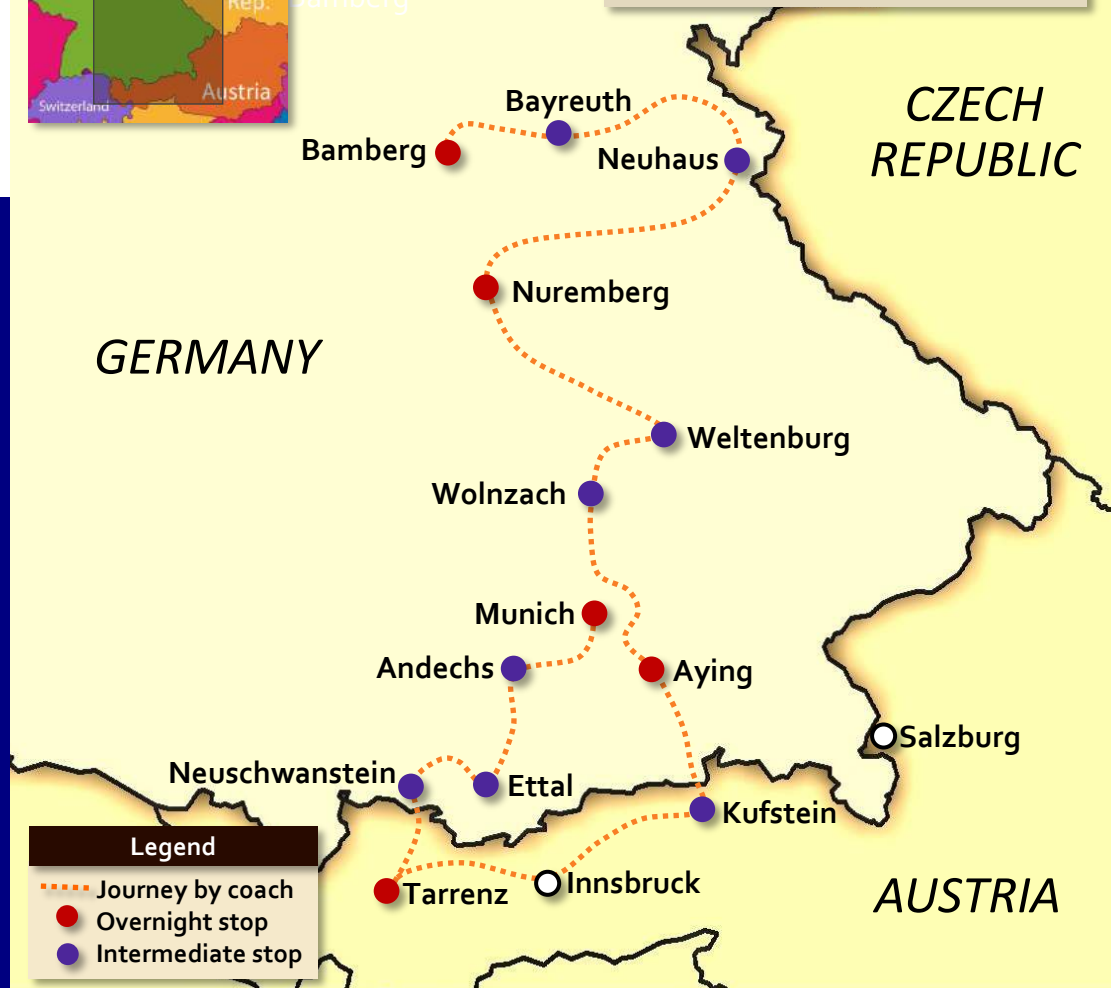 Rep.
Bamberg
Austria
Switzerland
CZECH
REPUBLIC
Bayreuth
Bamberg
Neuhaus
Nuremberg
GERMANY
Weltenburg
Wolnzach
Munich
Andechs
Aying
Salzburg
Neuschwanstein
Ettal
Kufstein
Legend
Journey by coach
Overnight stop
Intermediate stop
Tarrenz
Innsbruck
AUSTRIA